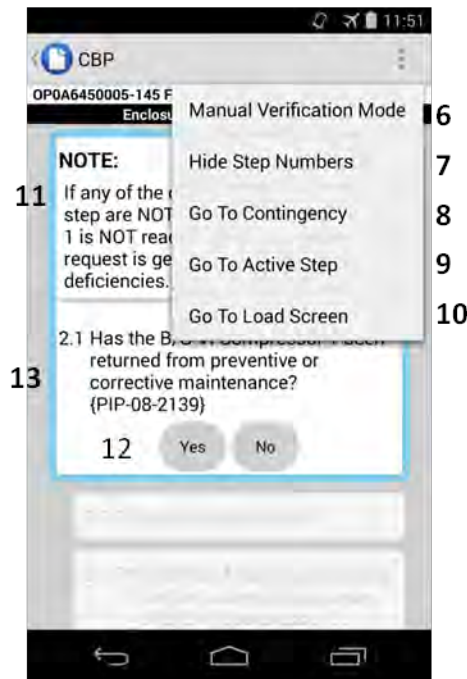 11:51
CBP
OP0A6450005-145 F
Manual Verification Mode
6
NOTE:
Hide Step Numbers
7
11
If any of the
step are NOT
Go To Contingency
8
1 is NOT
request is
Go To Active Step
9
deficiencies.
Go To Load Screen
10
2.1 Has the
returned from preventive or
13
corrective maintenance?
{PIP-08-2139}
12
Yes
No